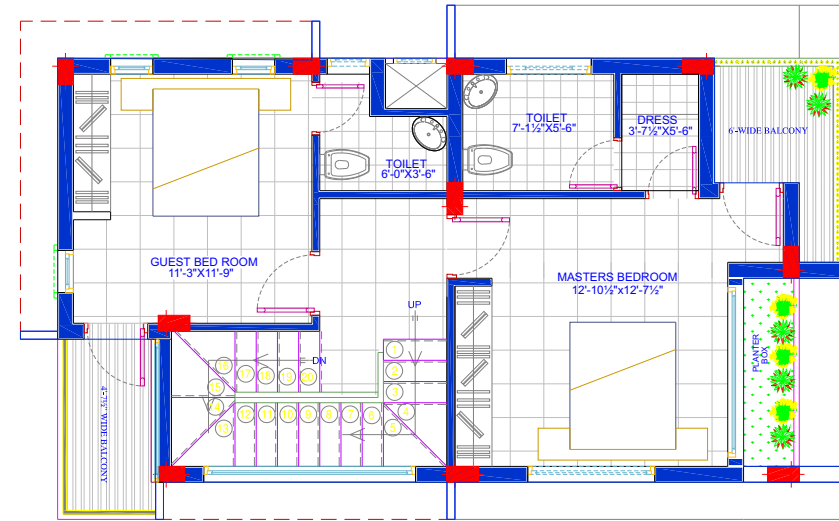 TOILET
7'-1½"X5'-6"
DRESS
3'-7½"X5'-6"
6'-WIDE BALCONY
TOILET
6'-0"X3'-6"
GUEST BED ROOM
11'-3"X11'-9"
MASTERS BEDROOM
12'-10½"x12'-7½"
UP
DN
1
2
3
4
5
6
7
8
9
10
11
12
13
14
15
16
17
18
19
20
PLANTER
BOX
4'-7½" WIDE BALCONY